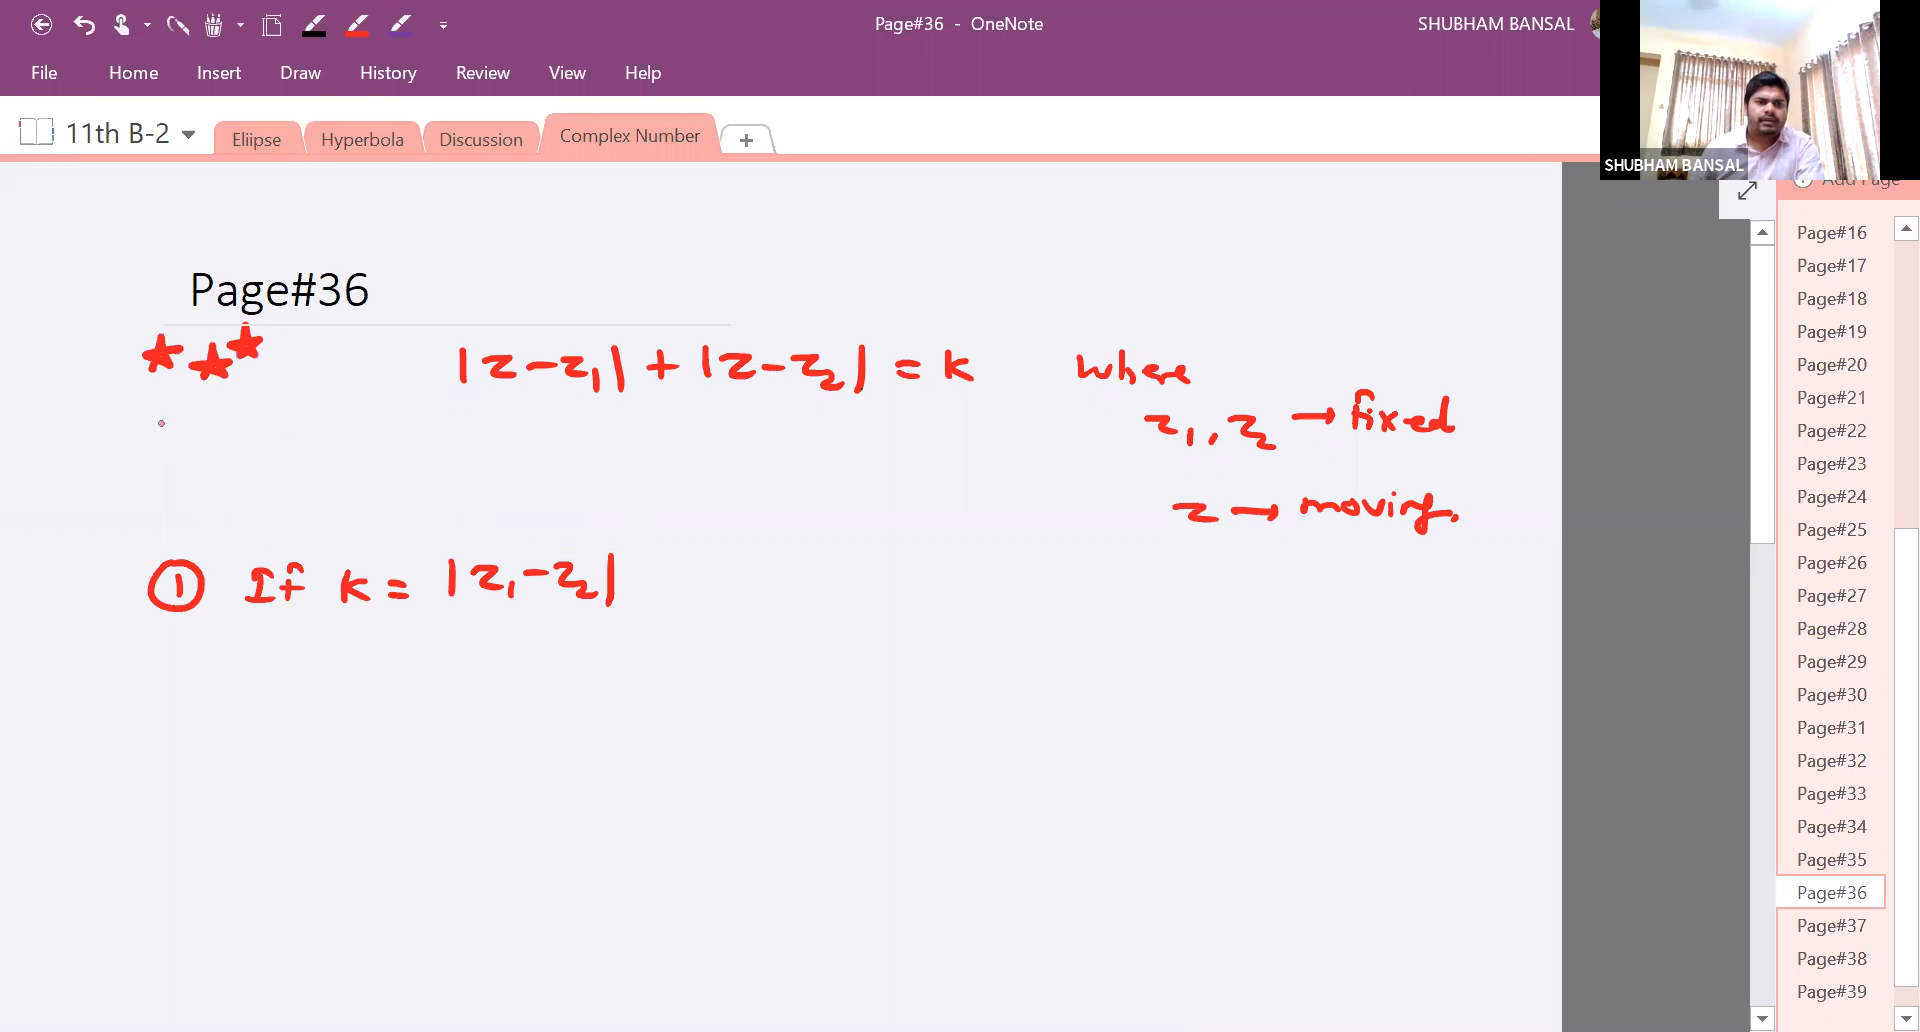 Page#36 - OneNote
SHUBHAM BANSAL
File Home Insert Draw History Review View Help
11th B-2
Eliipse Hyperbola Discussion Complex Number +
SHUBHAM BANSAL
Add Page
Page#36
|z-z₁| + |z-z₂| = k where
z₁, z₂ → fixed
z → moving.
① If k = |z₁-z₂|
Page#16
Page#17
Page#18
Page#19
Page#20
Page#21
Page#22
Page#23
Page#24
Page#25
Page#26
Page#27
Page#28
Page#29
Page#30
Page#31
Page#32
Page#33
Page#34
Page#35
Page#36
Page#37
Page#38
Page#39